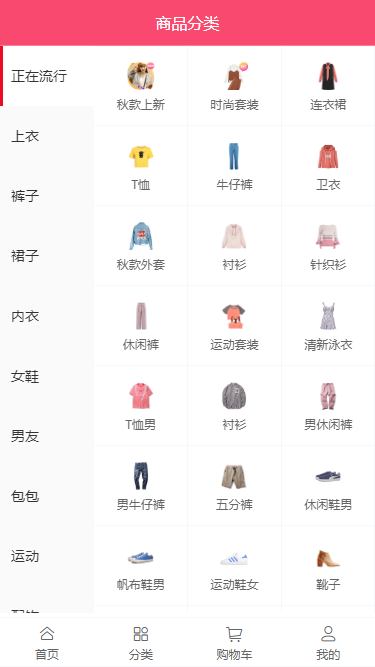 商品分类
正在流行
上衣
裤子
裙子
内衣
女鞋
男友
包包
运动
秋款上新
时尚套装
连衣裙
T恤
牛仔裤
卫衣
秋款外套
衬衫
针织衫
休闲裤
运动套装
清新泳衣
T恤男
衬衫
男休闲裤
男牛仔裤
五分裤
休闲鞋男
帆布鞋男
运动鞋女
靴子
首页
分类
购物车
我的